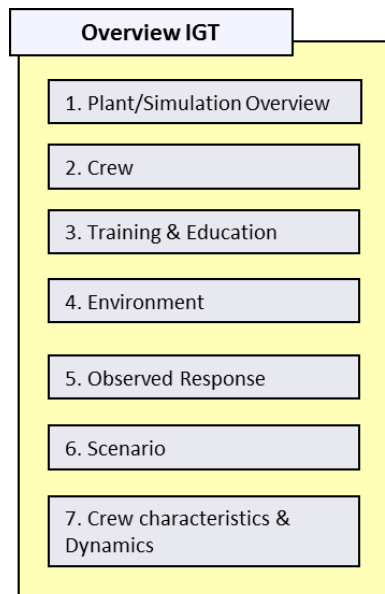 Overview IGT
1. Plant/Simulation Overview
2. Crew
3. Training & Education
4. Environment
5. Observed Response
6. Scenario
7. Crew characteristics &
Dynamics